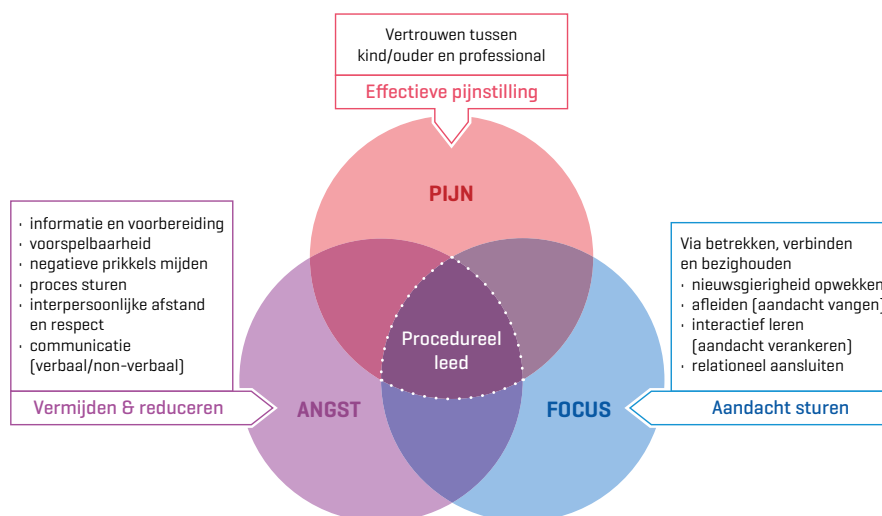 Vertrouwen tussen
kind/ouder en professional
Effectieve pijnstilling
PIJN
· informatie en voorbereiding
· voorspelbaarheid
· negatieve prikkels mijden
· proces sturen
· interpersoonlijke afstand
en respect
· communicatie
(verbaal/non-verbaal)
Vermijden & reduceren
Via betrekken, verbinden
en bezighouden
· nieuwsgierigheid opwekken
· afleiden (aandacht vangen)
· interactief leren
(aandacht verankeren)
· relationeel aansluiten
Aandacht sturen
Procedureel
leed
ANGST
FOCUS